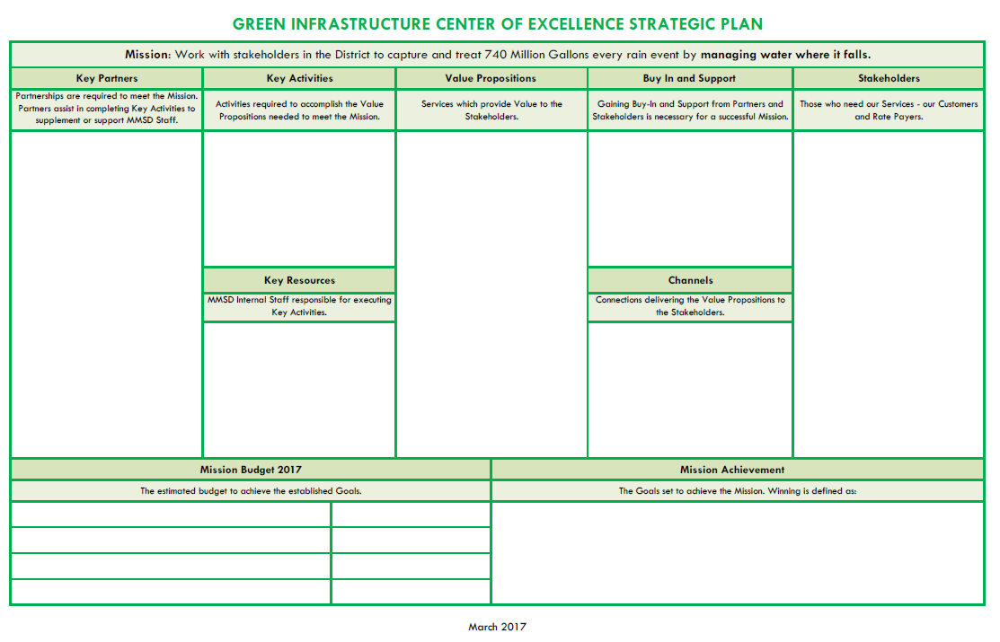 GREEN INFRASTRUCTURE CENTER OF EXCELLENCE STRATEGIC PLAN
Mission: Work with stakeholders in the District to capture and treat 740 Million Gallons every rain event by managing water where it falls.
Key Partners
Partnerships are required to meet the Mission.
Partners assist in completing Key Activities to
supplement or support MMSD Staff.
Key Activities
Activities required to accomplish the Value
Propositions needed to meet the Mission.
Key Resources
MMSD Internal Staff responsible for executing
Key Activities.
Value Propositions
Services which provide Value to the
Stakeholders.
Buy In and Support
Gaining Buy-In and Support from Partners and
Stakeholders is necessary for a successful Mission.
Channels
Connections delivering the Value Propositions to
the Stakeholders.
Stakeholders
Those who need our Services - our Customers
and Rate Payers.
Mission Budget 2017
The estimated budget to achieve the established Goals.
Mission Achievement
The Goals set to achieve the Mission. Winning is defined as:
March 2017